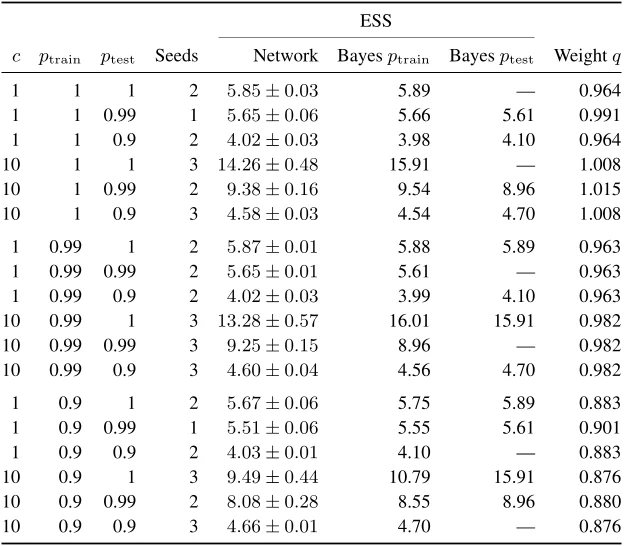 ESS
c p_train p_test Seeds Network Bayes p_train Bayes p_test Weight q
1 1 1 2 5.85 ± 0.03 5.89 — 0.964
1 1 0.99 1 5.65 ± 0.06 5.66 5.61 0.991
1 1 0.9 2 4.02 ± 0.03 3.98 4.10 0.964
10 1 1 3 14.26 ± 0.48 15.91 — 1.008
10 1 0.99 2 9.38 ± 0.16 9.54 8.96 1.015
10 1 0.9 3 4.58 ± 0.03 4.54 4.70 1.008
1 0.99 1 2 5.87 ± 0.01 5.88 5.89 0.963
1 0.99 0.99 2 5.65 ± 0.01 5.61 — 0.963
1 0.99 0.9 2 4.02 ± 0.03 3.99 4.10 0.963
10 0.99 1 3 13.28 ± 0.57 16.01 15.91 0.982
10 0.99 0.99 3 9.25 ± 0.15 8.96 — 0.982
10 0.99 0.9 3 4.60 ± 0.04 4.56 4.70 0.982
1 0.9 1 2 5.67 ± 0.06 5.75 5.89 0.883
1 0.9 0.99 1 5.51 ± 0.06 5.55 5.61 0.901
1 0.9 0.9 2 4.03 ± 0.01 4.10 — 0.883
10 0.9 1 3 9.49 ± 0.44 10.79 15.91 0.876
10 0.9 0.99 2 8.08 ± 0.28 8.55 8.96 0.880
10 0.9 0.9 3 4.66 ± 0.01 4.70 — 0.876